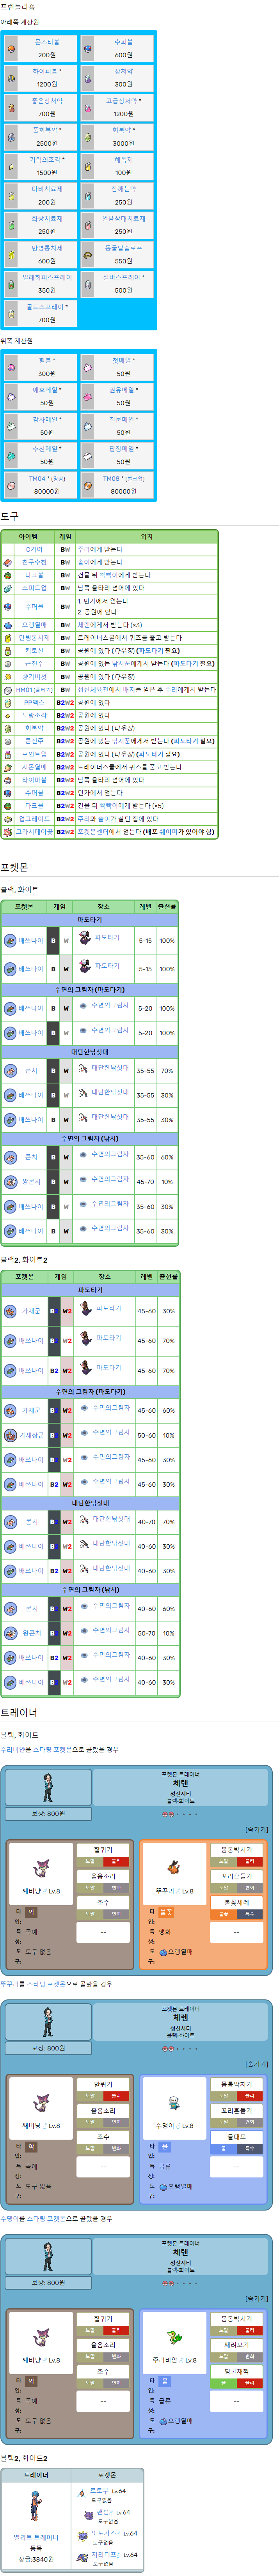 프렌들리숍
아래쪽 계산원
몬스터볼 수퍼볼
200원 600원
하이퍼볼 * 상처약
1200원 300원
좋은상처약 고급상처약 *
700원 1200원
풀회복약 * 회복약 *
2500원 3000원
기력의조각 * 해독제
1500원 100원
마비치료제 잠깨는약
200원 250원
화상치료제 얼음상태치료제
250원 250원
만병통치제 동굴탈출로프
600원 550원
벌레회피스프레이 실버스프레이 *
350원 500원
골드스프레이 *
700원
위쪽 계산원
힐볼 * 첫메일 *
300원 50원
애호메일 * 권유메일 *
50원 50원
감사메일 * 질문메일 *
50원 50원
추천메일 * 답장메일 *
50원 50원
TM04 * (명상) TM08 * (벌크업)
80000원 80000원
도구
아이템 게임 위치
C기어 BW 주리에게 받는다
친구수첩 BW 솔이에게 받는다
다크볼 BW 건물 뒤 빡빡이에게 받는다
스피드업 BW 남쪽 울타리 넘어에 있다
수퍼볼 BW 1. 민가에서 얻는다
2. 공원에 있다
오랭열매 BW 체렌에게서 받는다 (×3)
만병통치제 BW 트레이너스쿨에서 퀴즈를 풀고 받는다
키토산 BW 공원에 있다 (다우징) (파도타기 필요)
큰진주 BW 공원에 있는 낚시꾼에게서 받는다 (파도타기 필요)
향기버섯 BW 공원에 있다 (다우징)
HM01 (풀베기) BW 성신체육관에서 배지를 얻은 후 주리에게서 받는다
PP맥스 B2W2 공원에 있다
노랑조각 B2W2 공원에 있다
회복약 B2W2 공원에 있다 (다우징)
큰진주 B2W2 공원에 있는 낚시꾼에게서 받는다 (파도타기 필요)
포인트업 B2W2 공원에 있다 (다우징) (파도타기 필요)
시몬열매 B2W2 트레이너스쿨에서 퀴즈를 풀고 받는다
타이마볼 B2W2 남쪽 울타리 넘어에 있다
수퍼볼 B2W2 민가에서 얻는다
다크볼 B2W2 건물 뒤 빡빡이에게 받는다 (×5)
업그레이드 B2W2 주리와 솔이가 살던 집에 있다
그라시데아꽃 B2W2 포켓몬센터에서 얻는다 (배포 쉐이미가 있어야 함)
포켓몬
블랙, 화이트
포켓몬 게임 장소 레벨 출현률
파도타기
배쓰나이 B W 파도타기 5-15 100%
배쓰나이 B W 파도타기 5-15 100%
수면의 그림자 (파도타기)
배쓰나이 B W 수면의그림자 5-20 100%
배쓰나이 B W 수면의그림자 5-20 100%
대단한낚싯대
콘치 B W 대단한낚싯대 35-55 70%
배쓰나이 B W 대단한낚싯대 35-55 30%
배쓰나이 B W 대단한낚싯대 35-55 30%
수면의 그림자 (낚시)
콘치 B W 수면의그림자 35-60 60%
왕콘치 B W 수면의그림자 45-70 10%
배쓰나이 B W 수면의그림자 35-60 30%
배쓰나이 B W 수면의그림자 35-60 30%
블랙2, 화이트2
포켓몬 게임 장소 레벨 출현률
파도타기
가재군 B2 W2 파도타기 45-60 30%
배쓰나이 B2 W2 파도타기 45-60 70%
배쓰나이 B2 W2 파도타기 45-60 70%
수면의 그림자 (파도타기)
가재군 B2 W2 수면의그림자 45-60 60%
가재장군 B2 W2 수면의그림자 50-60 10%
배쓰나이 B2 W2 수면의그림자 45-60 30%
배쓰나이 B2 W2 수면의그림자 45-60 30%
대단한낚싯대
콘치 B2 W2 대단한낚싯대 40-70 70%
배쓰나이 B2 W2 대단한낚싯대 40-60 30%
배쓰나이 B2 W2 대단한낚싯대 40-60 30%
수면의 그림자 (낚시)
콘치 B2 W2 수면의그림자 40-60 60%
왕콘치 B2 W2 수면의그림자 50-70 10%
배쓰나이 B2 W2 수면의그림자 40-60 30%
배쓰나이 B2 W2 수면의그림자 40-60 30%
트레이너
블랙, 화이트
주리비얀을 스타팅 포켓몬으로 골랐을 경우
포켓몬 트레이너
체렌
성신시티
블랙·화이트
보상: 800원
[숨기기]
쌔비냥 ♂ Lv.8
타입: 악
특성: 곡예
도구: 도구 없음
할퀴기
노말 물리
울음소리
노말 변화
조수
노말 변화
--
뚜꾸리 ♂ Lv.8
타입: 불꽃
특성: 맹화
도구: 오랭열매
몸통박치기
노말 물리
꼬리흔들기
노말 변화
불꽃세례
불꽃 특수
--
뚜꾸리를 스타팅 포켓몬으로 골랐을 경우
포켓몬 트레이너
체렌
성신시티
블랙·화이트
보상: 800원
[숨기기]
쌔비냥 ♂ Lv.8
타입: 악
특성: 곡예
도구: 도구 없음
할퀴기
노말 물리
울음소리
노말 변화
조수
노말 변화
--
수댕이 ♂ Lv.8
타입: 물
특성: 급류
도구: 오랭열매
몸통박치기
노말 물리
꼬리흔들기
노말 변화
물대포
물 특수
--
수댕이를 스타팅 포켓몬으로 골랐을 경우
포켓몬 트레이너
체렌
성신시티
블랙·화이트
보상: 800원
[숨기기]
쌔비냥 ♂ Lv.8
타입: 악
특성: 곡예
도구: 도구 없음
할퀴기
노말 물리
울음소리
노말 변화
조수
노말 변화
--
주리비얀 ♂ Lv.8
타입: 물
특성: 급류
도구: 오랭열매
몸통박치기
노말 물리
째려보기
노말 변화
덩굴채찍
풀 물리
--
블랙2, 화이트2
트레이너 포켓몬
엘리트 트레이너
동욱
상금:3840원
로토무 Lv.64
도구없음
팬텀♂ Lv.64
도구없음
또도가스♂ Lv.64
도구없음
저리더프♂ Lv.64
도구없음